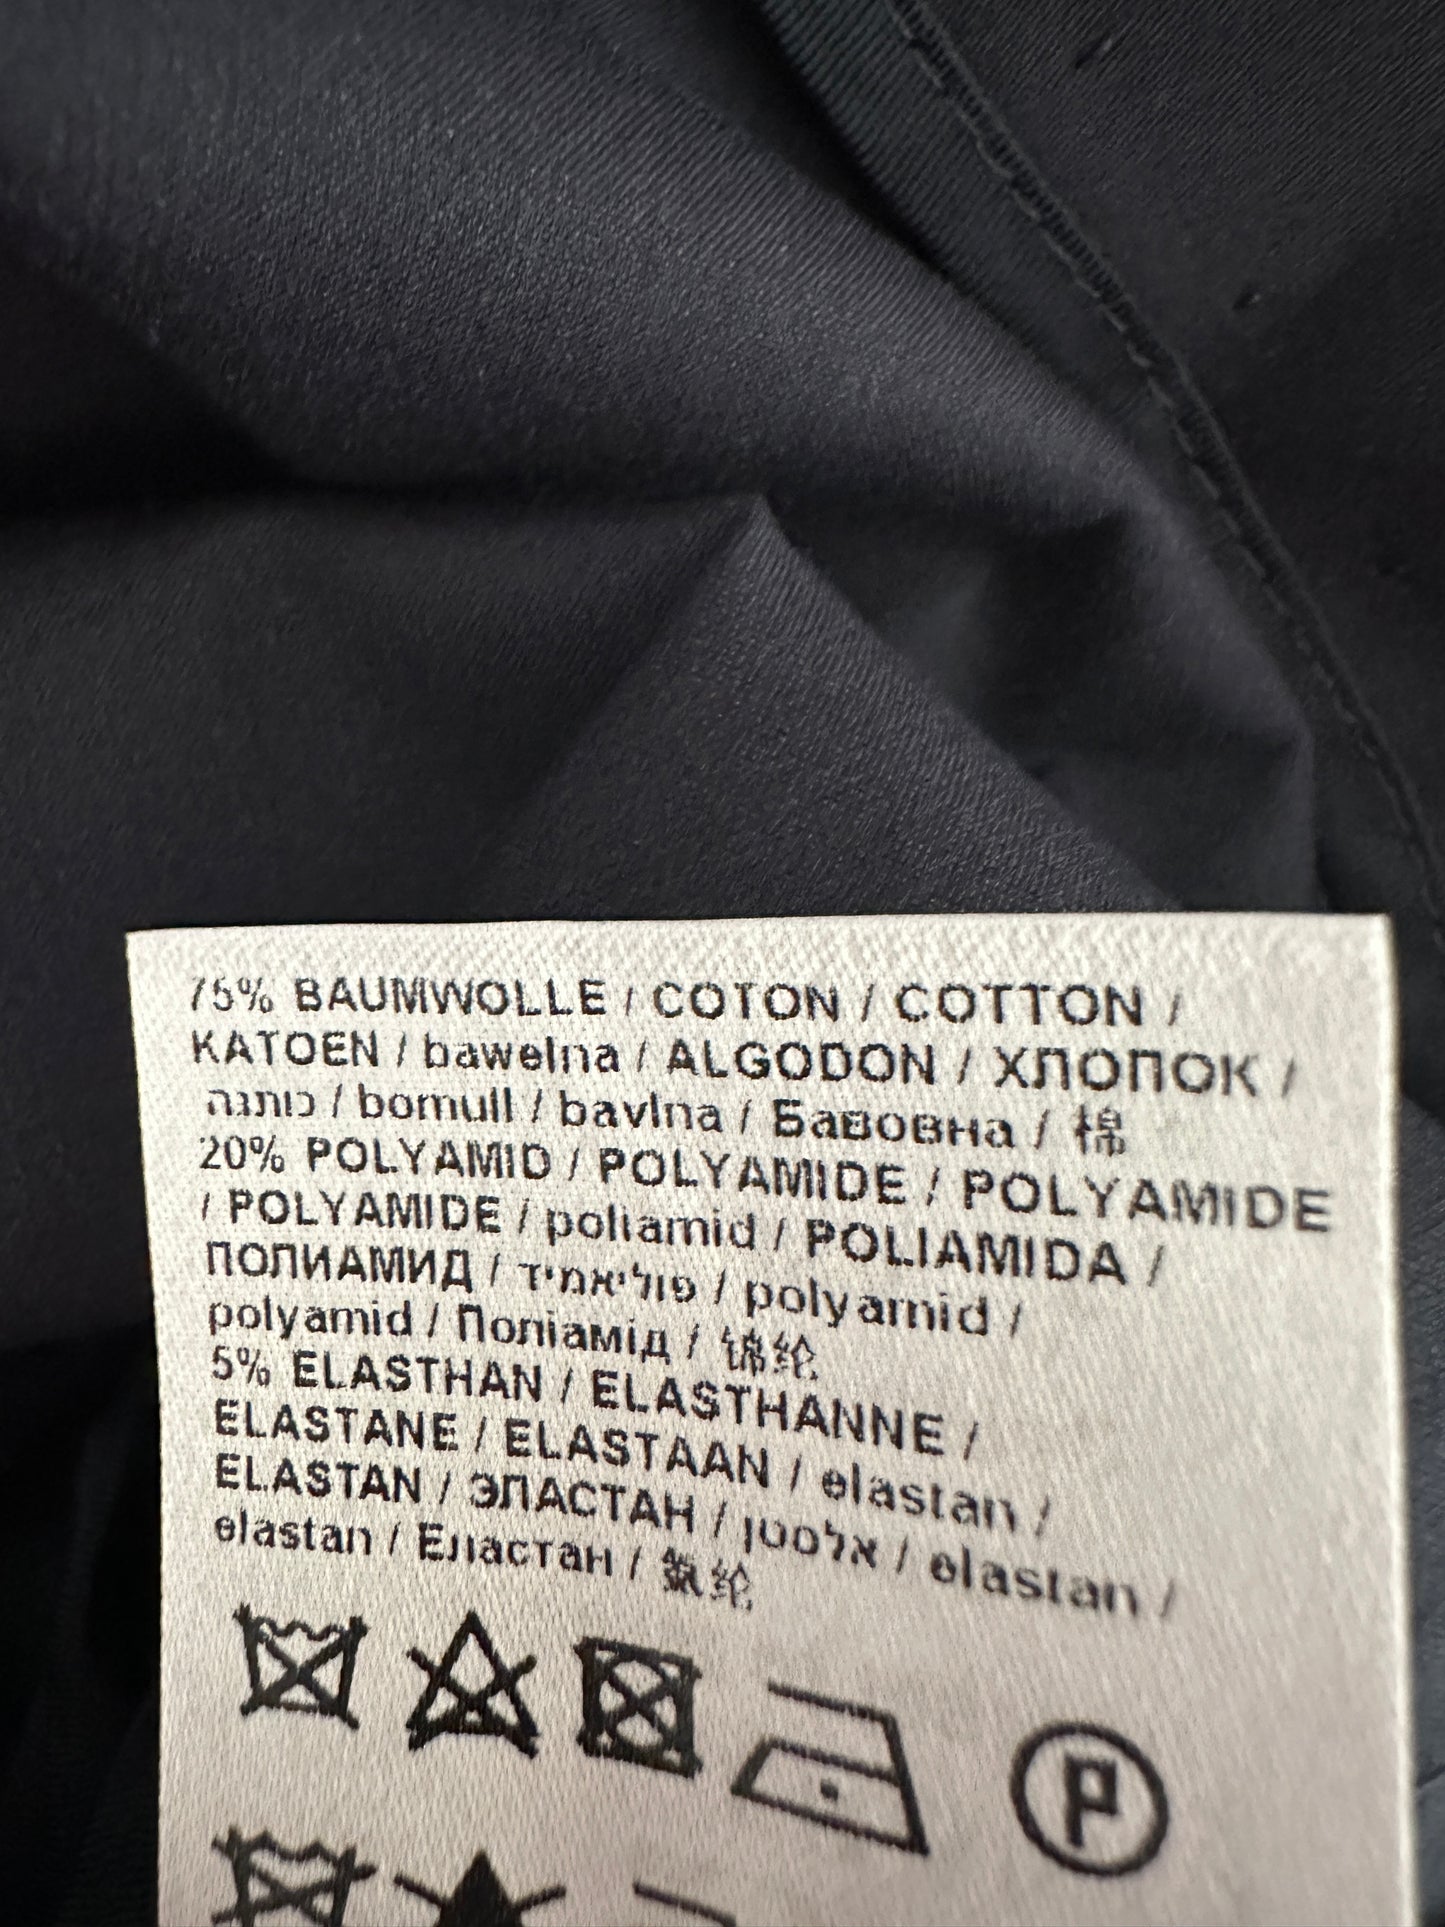 75% BAUMWOLLE / COTON / COTTON /
KATOEN / bawełna / ALGODON / ХЛОПОК /
כותנה / bomull / bavlna / Бавовна / 棉
20% POLYAMID / POLYAMIDE / POLYAMIDE
/ POLYAMIDE / poliamid / POLIAMIDA /
ПОЛИАМИД / פוליאמיד / polyamid /
polyamid / Поліамід / 锦纶
5% ELASTHAN / ELASTHANNE /
ELASTANE / ELASTAAN / elastan /
ELASTAN / ЭЛАСТАН / אלסטן / elastan /
elastan / Еластан / 氨纶
P